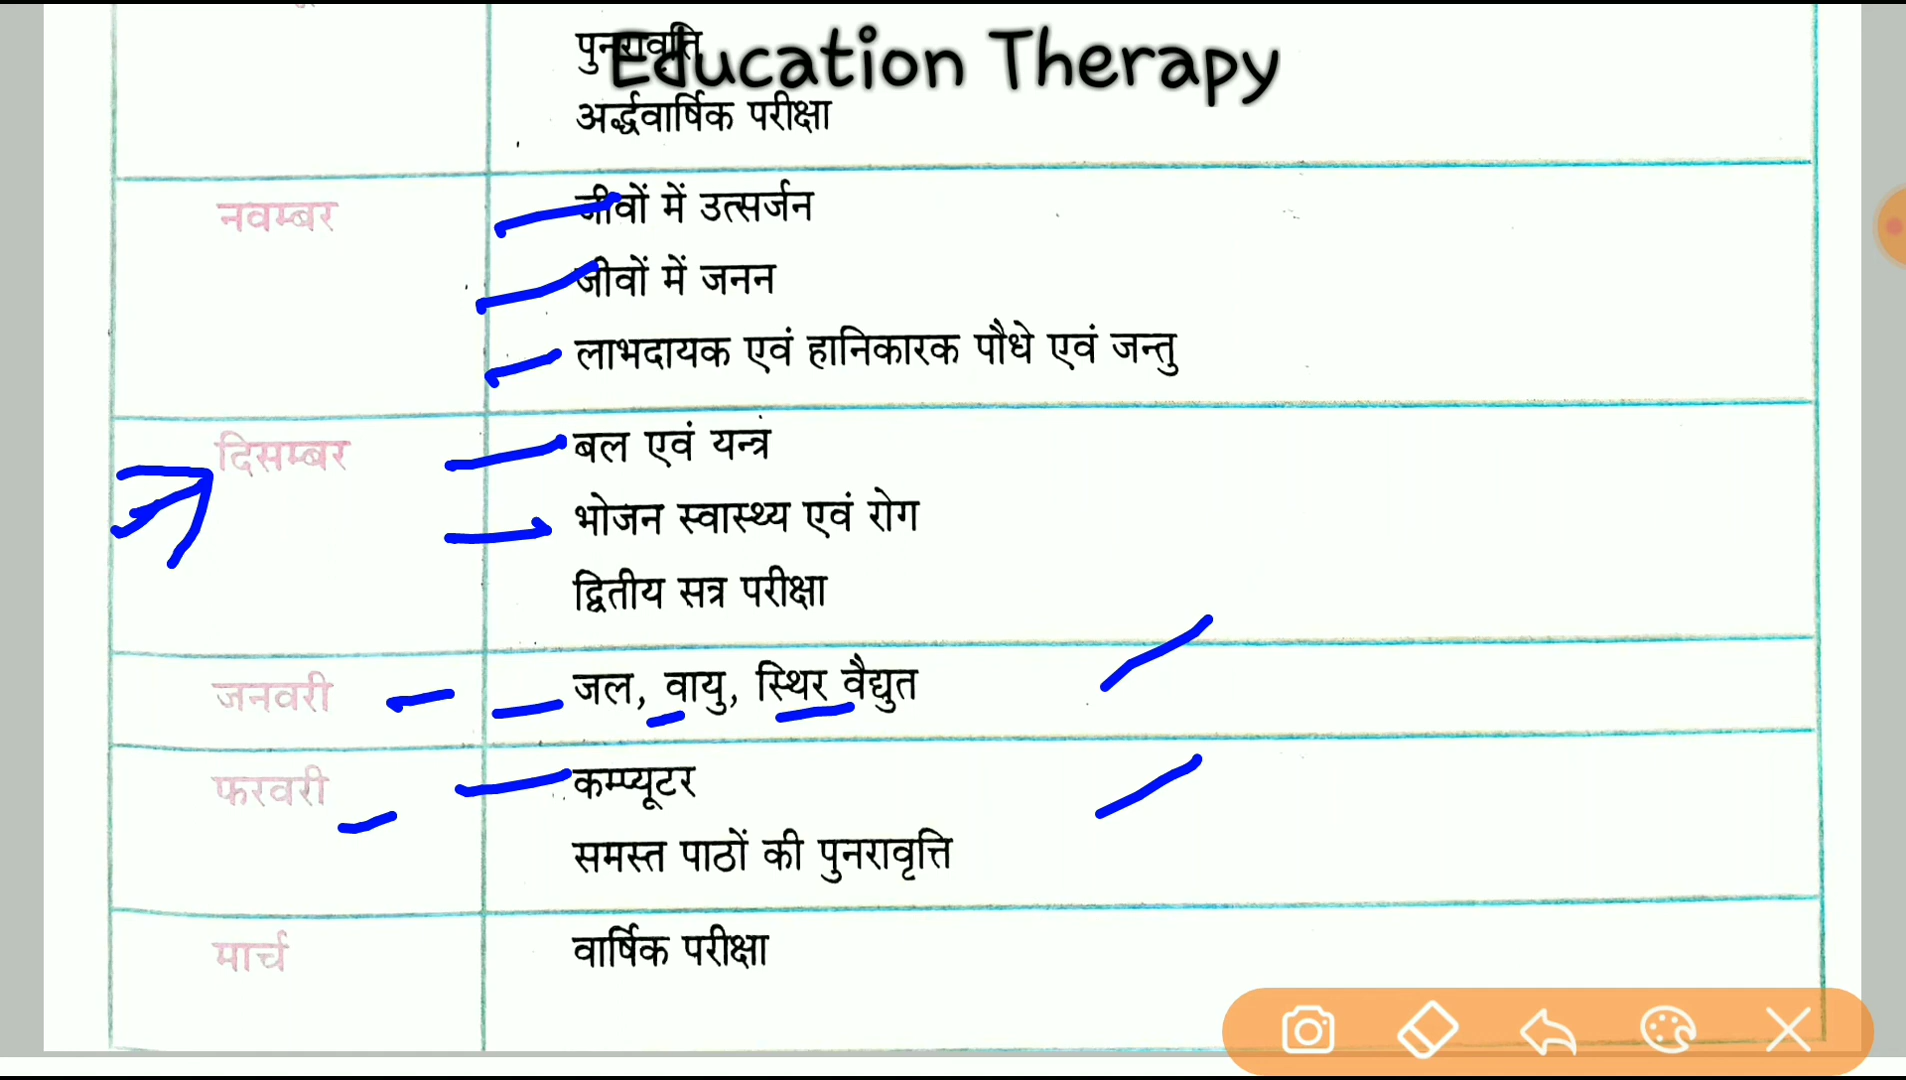 Education Therapy
पुनरावृत्ति
अर्द्धवार्षिक परीक्षा
नवम्बर
जीवों में उत्सर्जन
जीवों में जनन
लाभदायक एवं हानिकारक पौधे एवं जन्तु
दिसम्बर
बल एवं यन्त्र
भोजन स्वास्थ्य एवं रोग
द्वितीय सत्र परीक्षा
जनवरी
जल, वायु, स्थिर वैद्युत
फरवरी
कम्प्यूटर
समस्त पाठों की पुनरावृत्ति
मार्च
वार्षिक परीक्षा